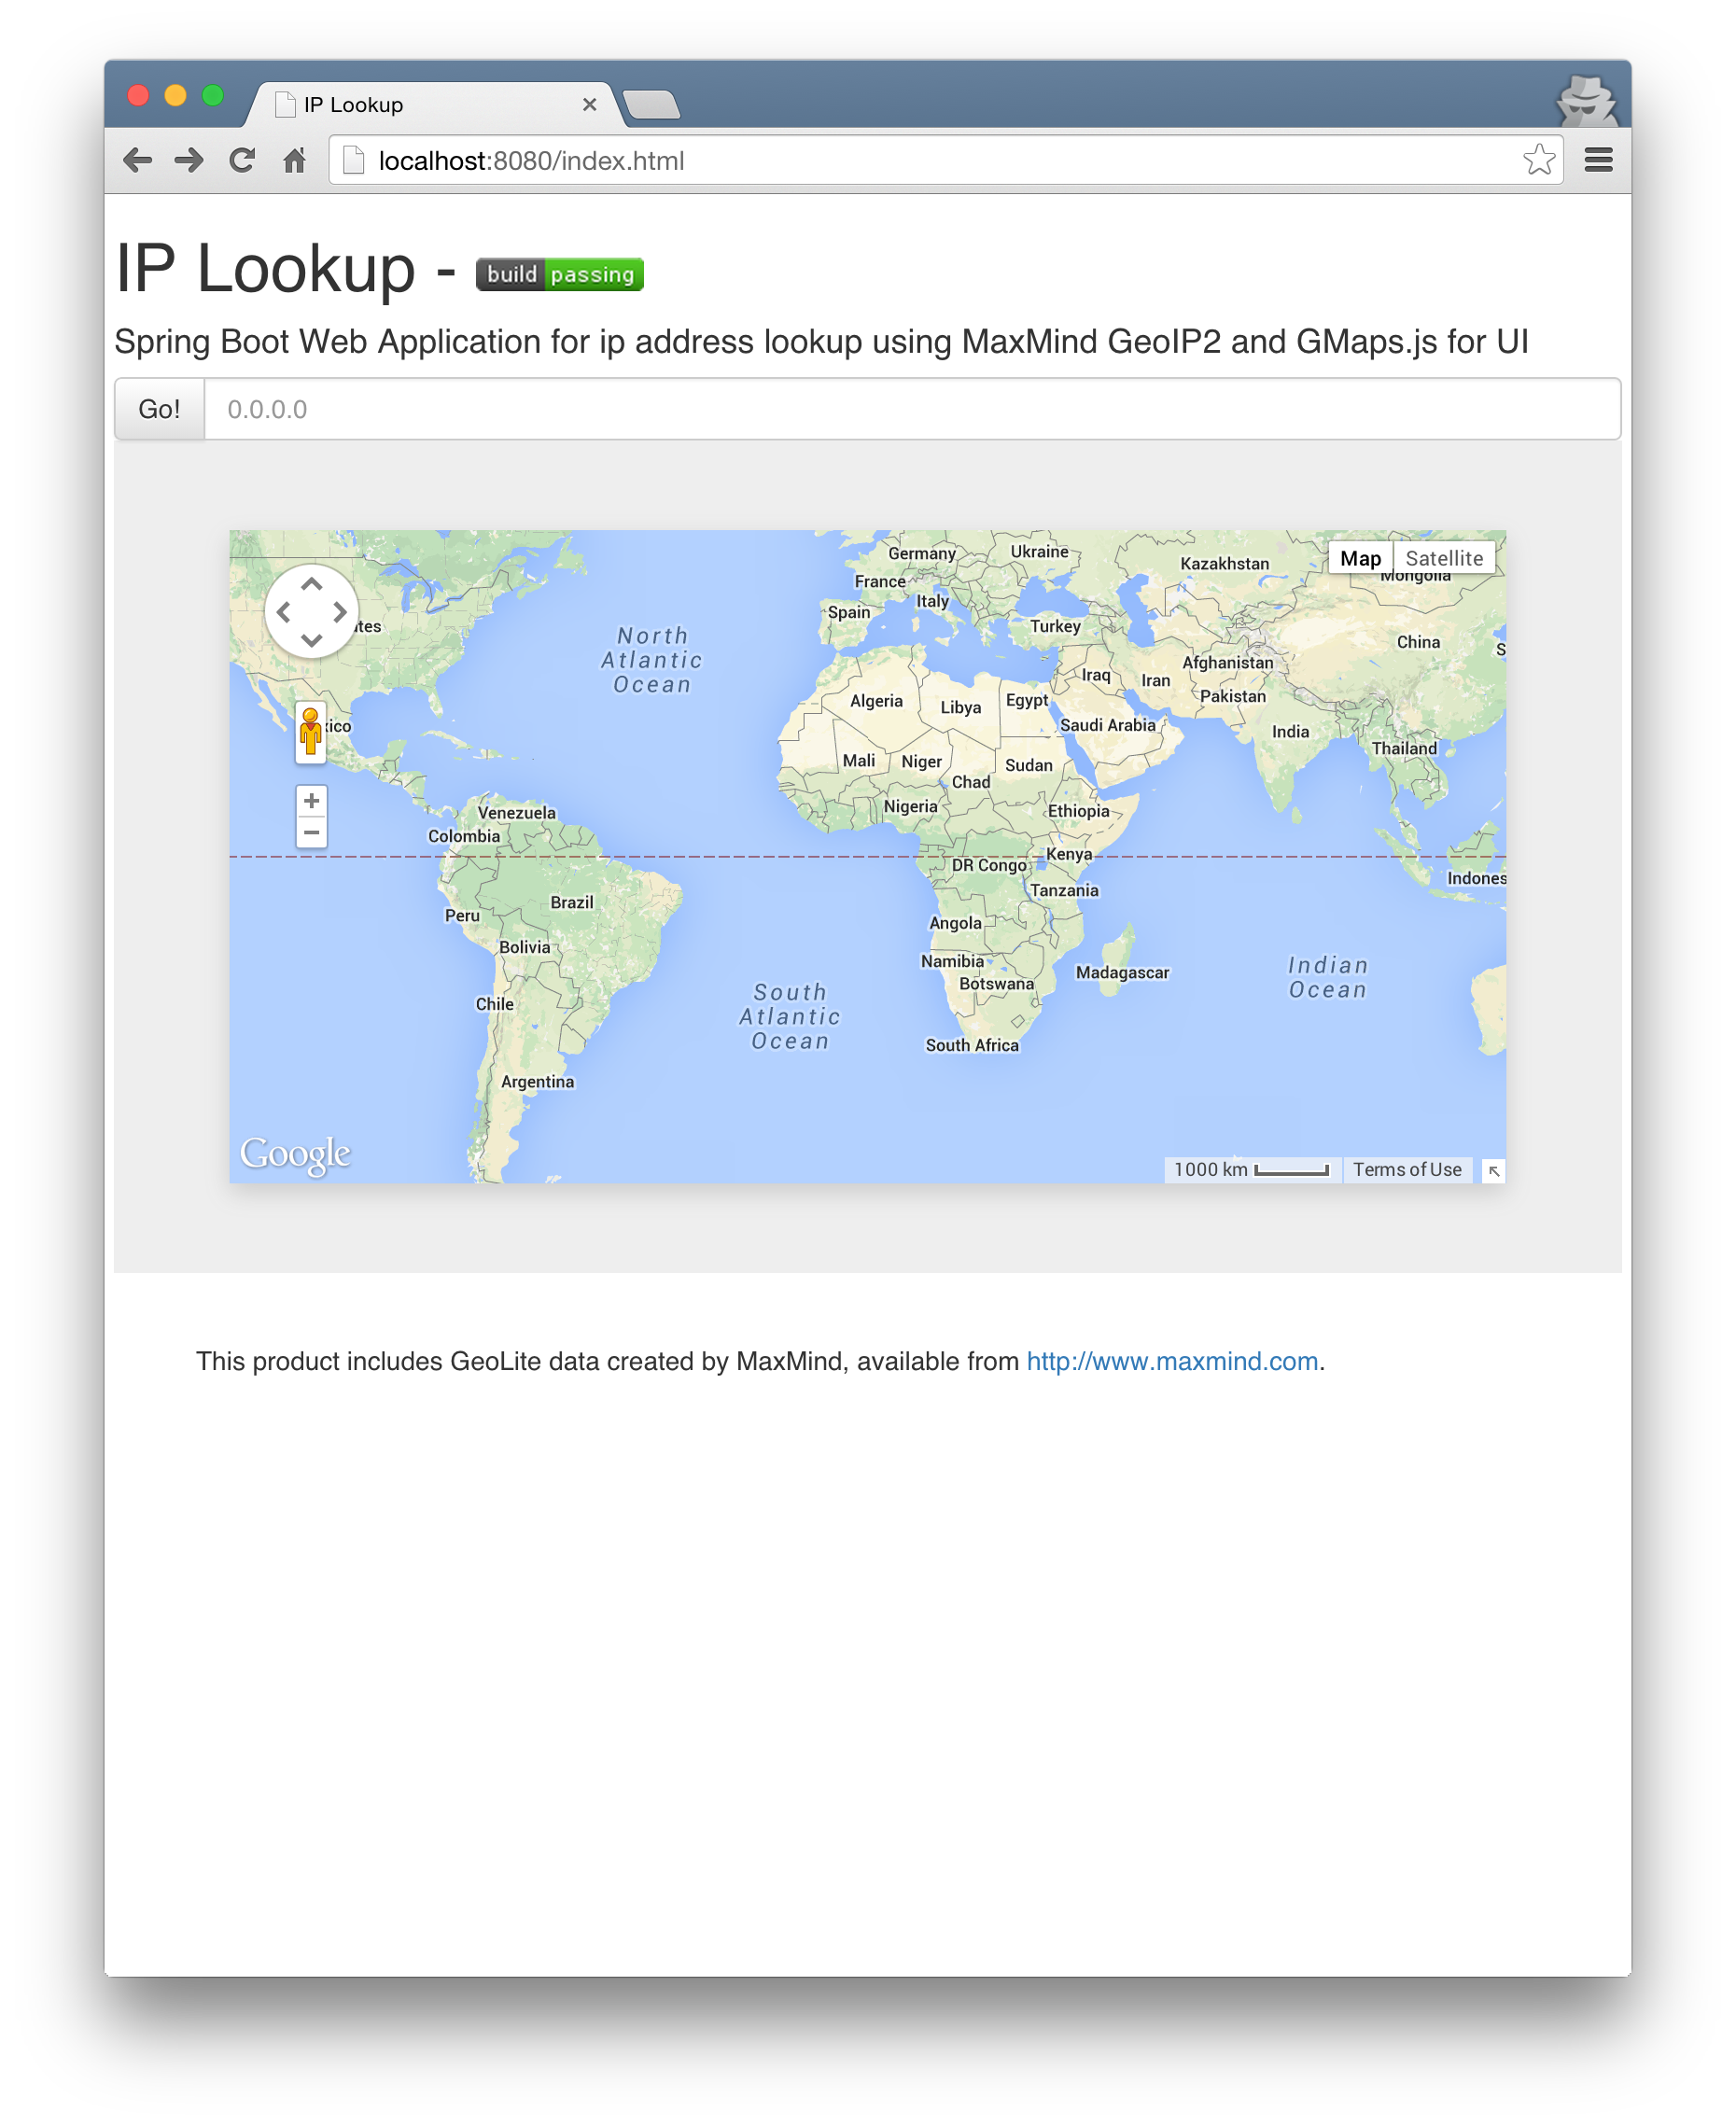 IP Lookup
localhost:8080/index.html
IP Lookup - build passing
Spring Boot Web Application for ip address lookup using MaxMind GeoIP2 and GMaps.js for UI
Go! 0.0.0.0
Germany
Ukraine
Kazakhstan
Map Satellite
Mongolia
France
Italy
Spain
Turkey
North
Atlantic
Ocean
China
Afghanistan
Iraq
Iran
Pakistan
Algeria
Libya
Egypt
Saudi Arabia
India
Thailand
Mali
Niger
Sudan
Chad
Nigeria
Ethiopia
Venezuela
Colombia
Kenya
DR Congo
Tanzania
Indones
Brazil
Peru
Angola
Bolivia
Namibia
Botswana
Madagascar
Indian
Ocean
Chile
South
Atlantic
Ocean
South Africa
Argentina
Google
1000 km
Terms of Use
This product includes GeoLite data created by MaxMind, available from http://www.maxmind.com.